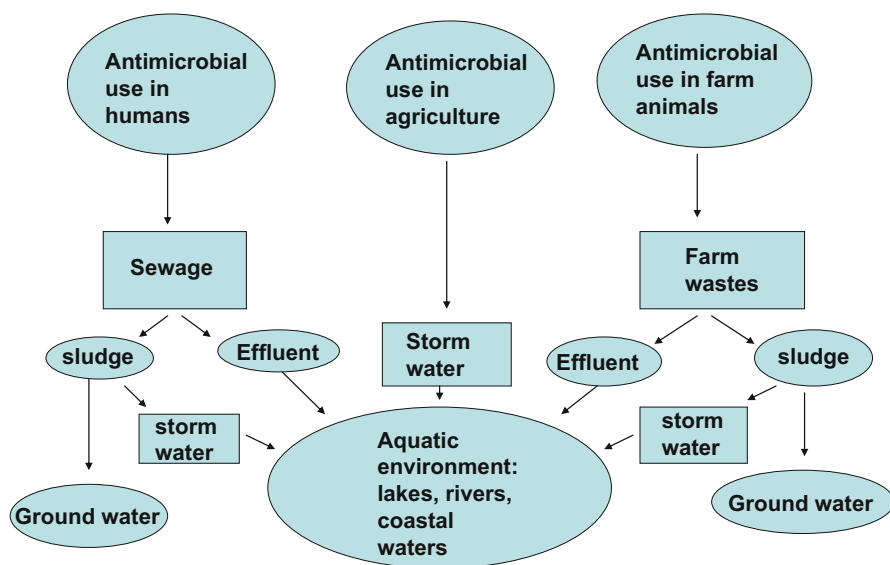 Antimicrobial
use in
humans
Antimicrobial
use in
agriculture
Antimicrobial
use in farm
animals
Sewage
Farm
wastes
sludge
Effluent
Storm
water
Effluent
sludge
storm
water
Aquatic
environment:
lakes, rivers,
coastal
waters
storm
water
Ground water
Ground water